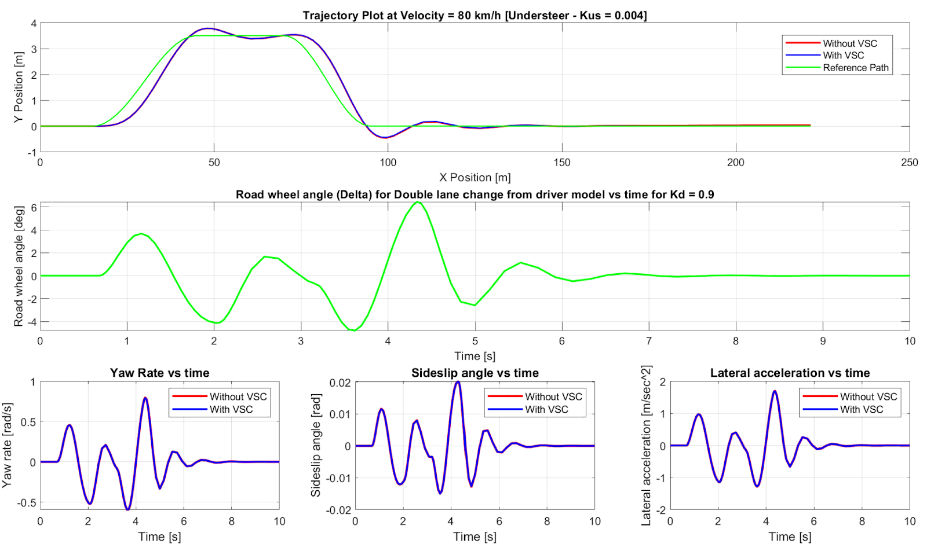 Trajectory Plot at Velocity = 80 km/h [Understeer - Kus = 0.004]
4
3
2
1
0
-1
Y Position [m]
Without VSC
With VSC
Reference Path
0 50 100 150 200 250
X Position [m]
Road wheel angle (Delta) for Double lane change from driver model vs time for Kd = 0.9
6
4
2
0
-2
-4
Road wheel angle [deg]
0 1 2 3 4 5 6 7 8 9 10
Time [s]
Yaw Rate vs time
1
0.5
0
-0.5
Yaw rate [rad/s]
Without VSC
With VSC
0 2 4 6 8 10
Time [s]
Sideslip angle vs time
0.02
0.01
0
-0.01
-0.02
Sideslip angle [rad]
Without VSC
With VSC
0 2 4 6 8 10
Time [s]
Lateral acceleration vs time
2
1
0
-1
-2
Lateral acceleration [m/sec^2]
Without VSC
With VSC
0 2 4 6 8 10
Time [s]